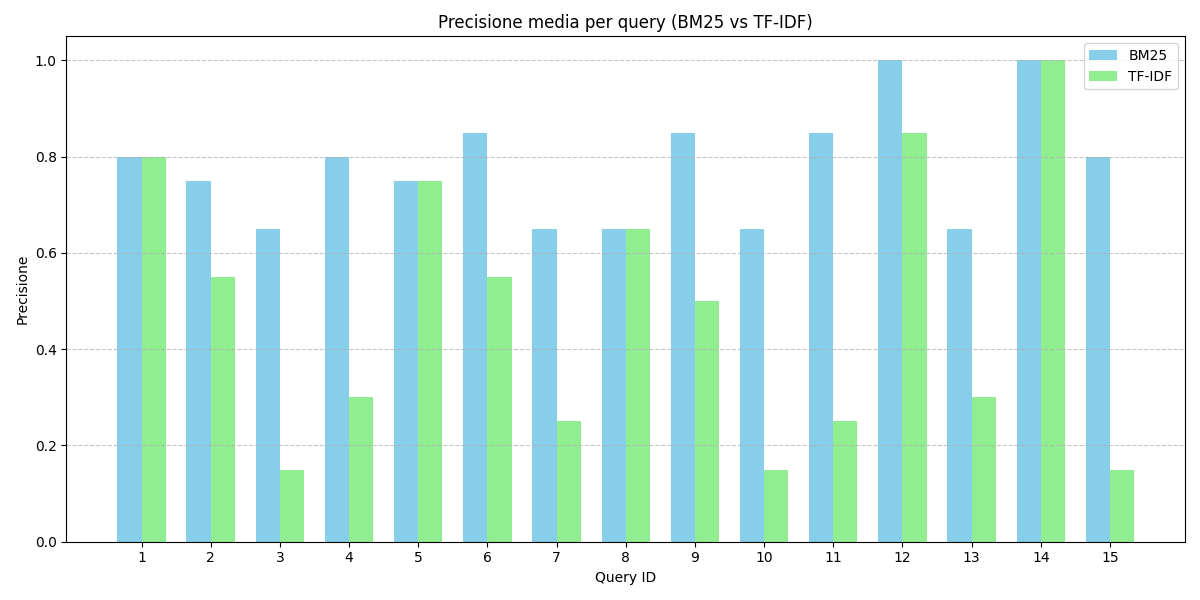 Precisione media per query (BM25 vs TF-IDF)
BM25
TF-IDF
Precisione
1.0
0.8
0.6
0.4
0.2
0.0
1 2 3 4 5 6 7 8 9 10 11 12 13 14 15
Query ID